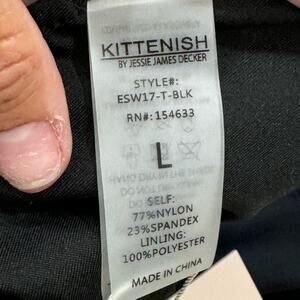 KITTENISH
BY JESSIE JAMES DECKER
STYLE#:
ESW17-T-BLK
RN#:154633
L
SELF:
77%NYLON
23%SPANDEX
LINLING:
100%POLYESTER
MADE IN CHINA